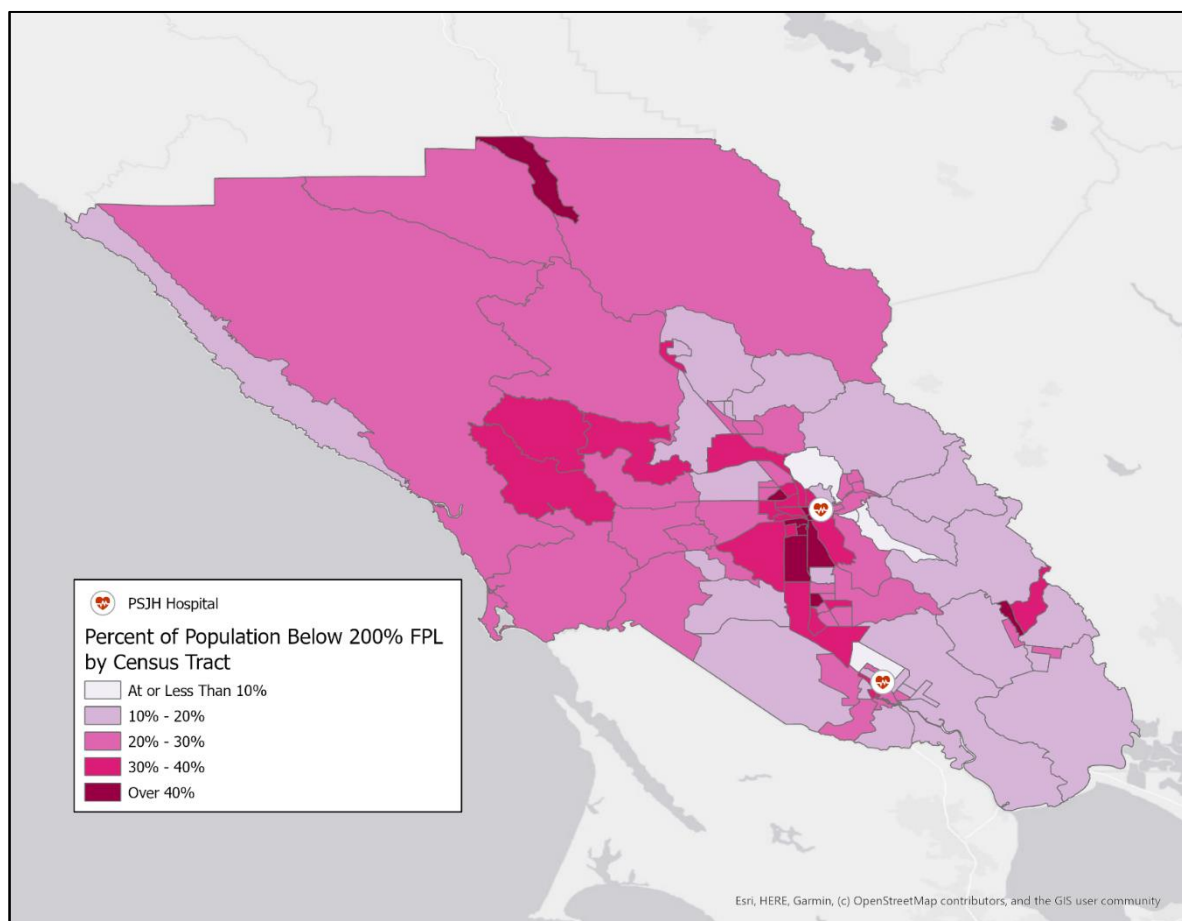 PSJH Hospital
Percent of Population Below 200% FPL
by Census Tract
At or Less Than 10%
10% - 20%
20% - 30%
30% - 40%
Over 40%
Esri, HERE, Garmin, (c) OpenStreetMap contributors, and the GIS user community